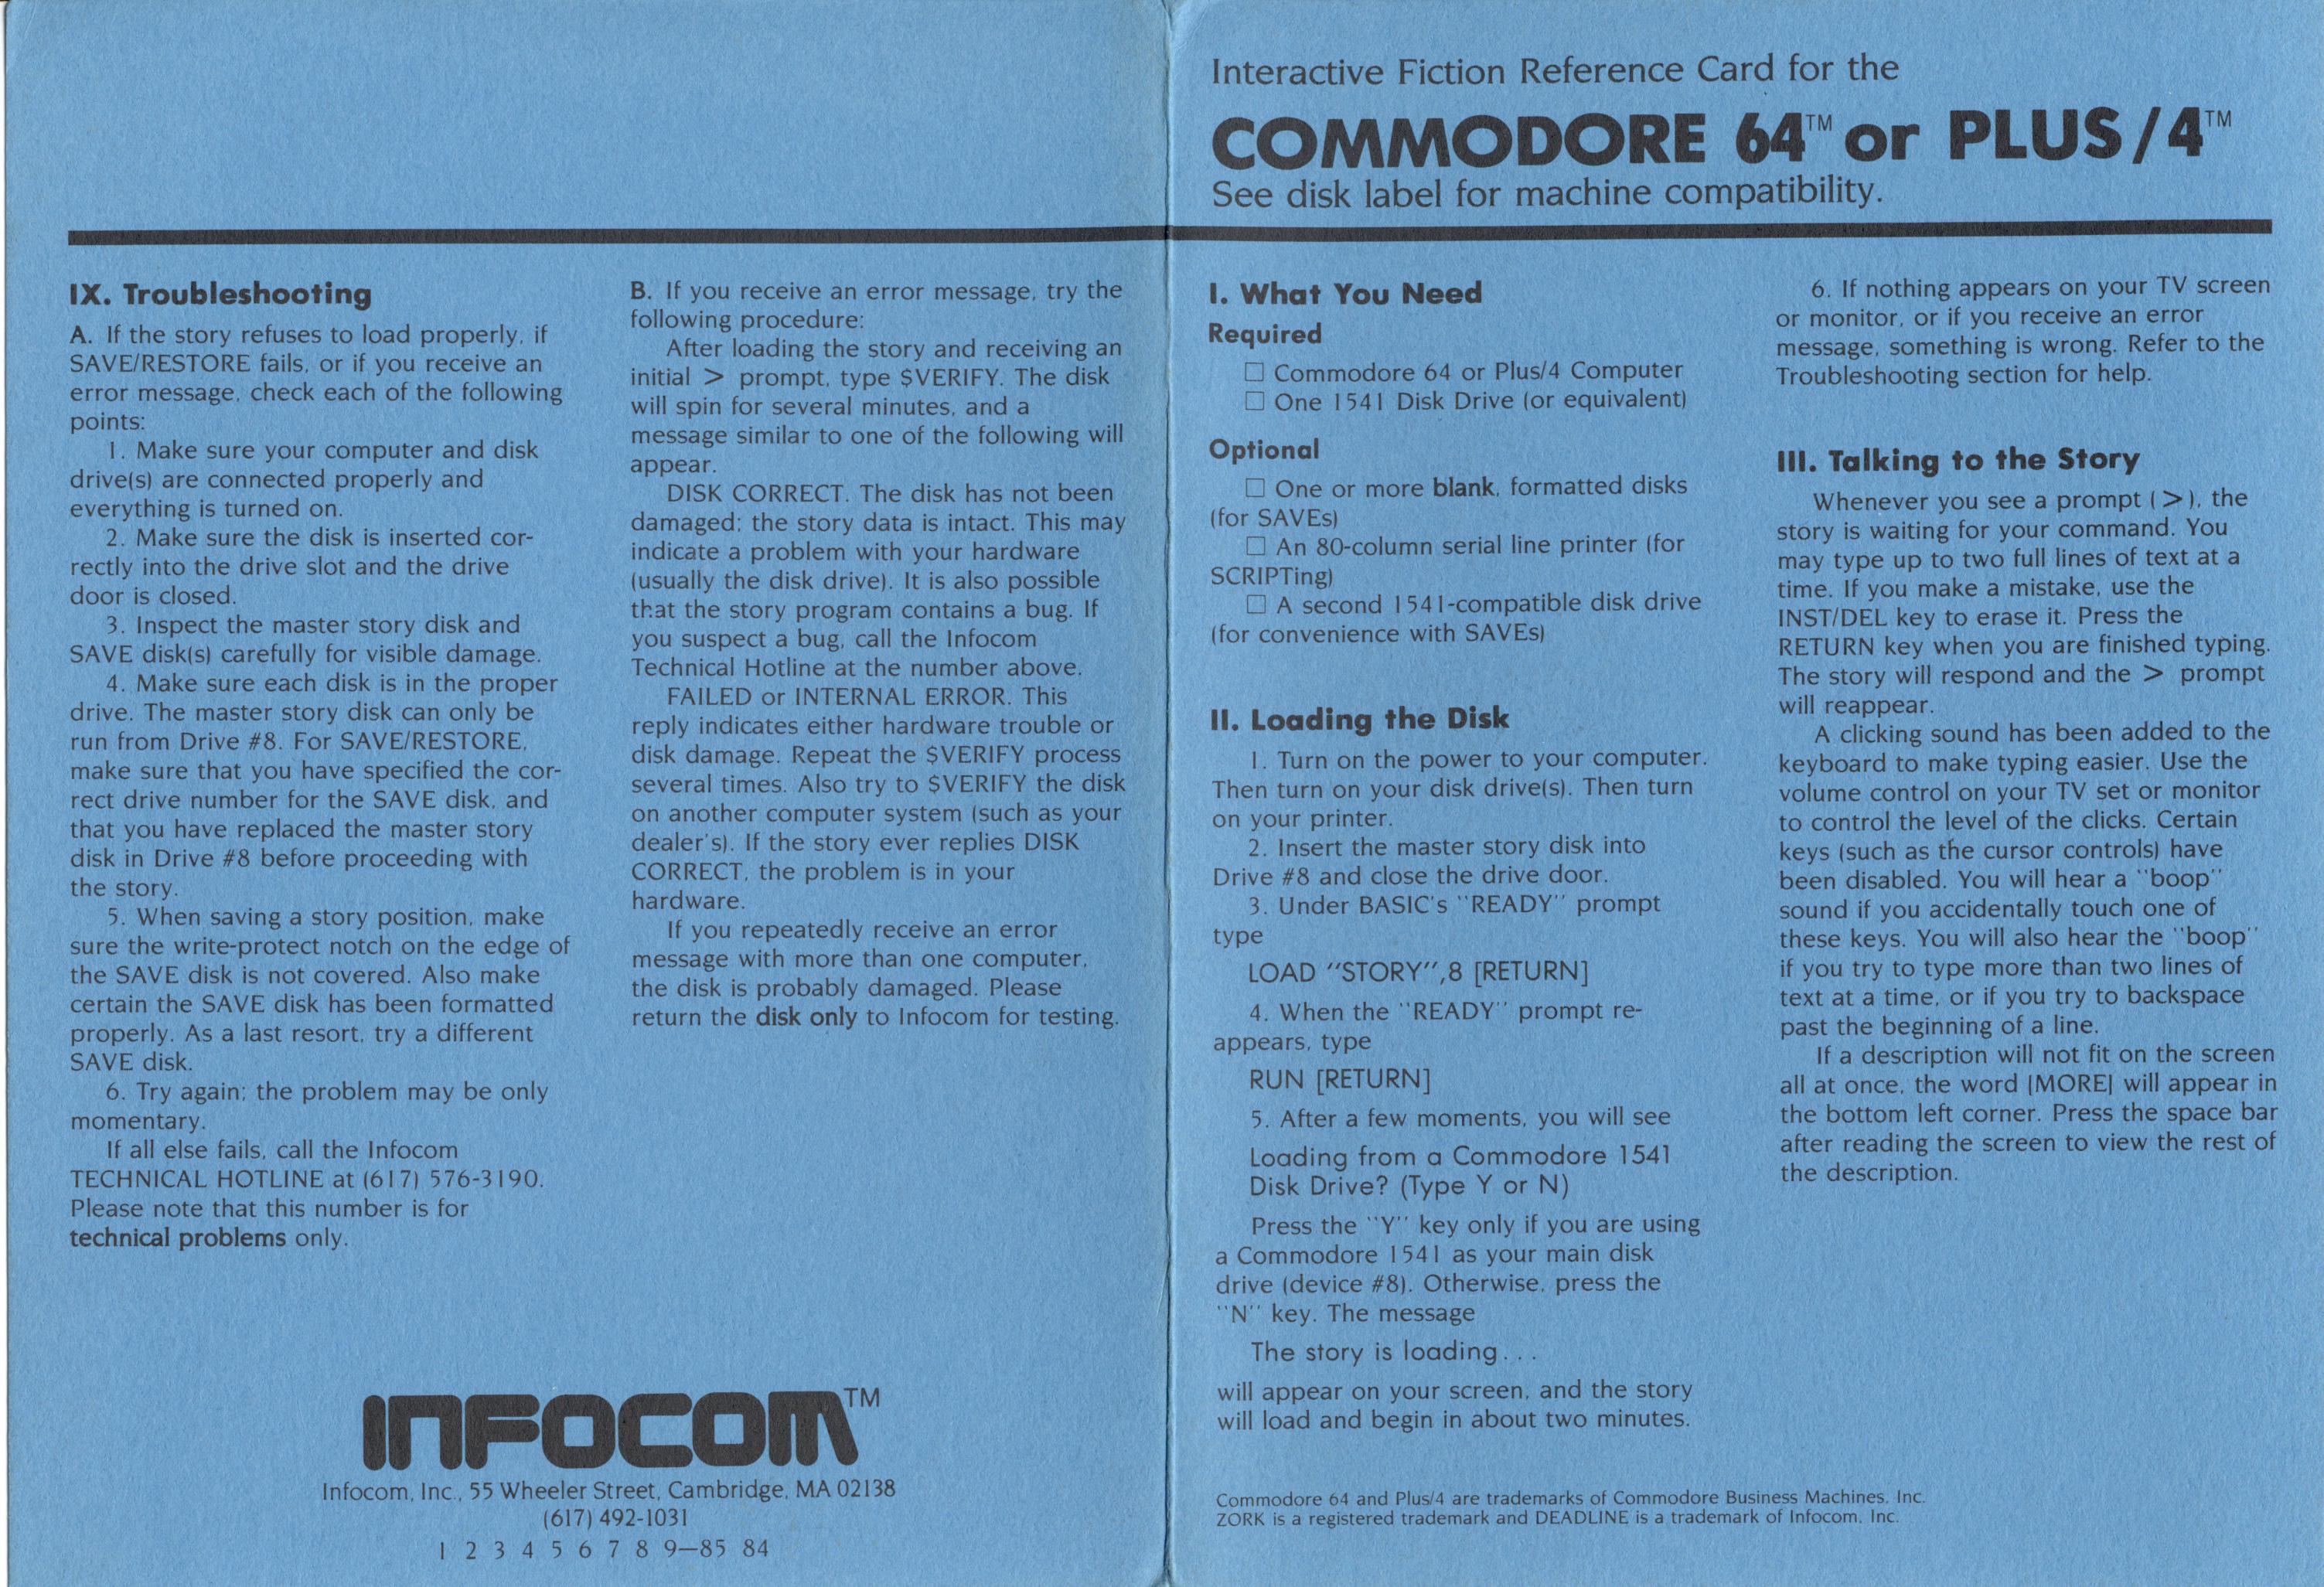 IX. Troubleshooting
A. If the story refuses to load properly, if
SAVE/RESTORE fails, or if you receive an
error message, check each of the following
points:
1. Make sure your computer and disk
drive(s) are connected properly and
everything is turned on.
2. Make sure the disk is inserted cor-
rectly into the drive slot and the drive
door is closed.
3. Inspect the master story disk and
SAVE disk(s) carefully for visible damage.
4. Make sure each disk is in the proper
drive. The master story disk can only be
run from Drive #8. For SAVE/RESTORE,
make sure that you have specified the cor-
rect drive number for the SAVE disk, and
that you have replaced the master story
disk in Drive #8 before proceeding with
the story.
5. When saving a story position, make
sure the write-protect notch on the edge of
the SAVE disk is not covered. Also make
certain the SAVE disk has been formatted
properly. As a last resort, try a different
SAVE disk.
6. Try again; the problem may be only
momentary.
If all else fails, call the Infocom
TECHNICAL HOTLINE at (617) 576-3190.
Please note that this number is for
technical problems only.
B. If you receive an error message, try the
following procedure:
After loading the story and receiving an
initial > prompt, type $VERIFY. The disk
will spin for several minutes, and a
message similar to one of the following will
appear.
DISK CORRECT. The disk has not been
damaged; the story data is intact. This may
indicate a problem with your hardware
(usually the disk drive). It is also possible
that the story program contains a bug. If
you suspect a bug, call the Infocom
Technical Hotline at the number above.
FAILED or INTERNAL ERROR. This
reply indicates either hardware trouble or
disk damage. Repeat the $VERIFY process
several times. Also try to $VERIFY the disk
on another computer system (such as your
dealer's). If the story ever replies DISK
CORRECT, the problem is in your
hardware.
If you repeatedly receive an error
message with more than one computer,
the disk is probably damaged. Please
return the disk only to Infocom for testing.
INFOCOM™
Infocom, Inc., 55 Wheeler Street, Cambridge, MA 02138
(617) 492-1031
1 2 3 4 5 6 7 8 9—85 84
Interactive Fiction Reference Card for the
COMMODORE 64™ or PLUS/4™
See disk label for machine compatibility.
I. What You Need
Required
□ Commodore 64 or Plus/4 Computer
□ One 1541 Disk Drive (or equivalent)
Optional
□ One or more blank, formatted disks
(for SAVEs)
□ An 80-column serial line printer (for
SCRIPTing)
□ A second 1541-compatible disk drive
(for convenience with SAVEs)
II. Loading the Disk
1. Turn on the power to your computer.
Then turn on your disk drive(s). Then turn
on your printer.
2. Insert the master story disk into
Drive #8 and close the drive door.
3. Under BASIC's "READY" prompt
type
LOAD "STORY",8 [RETURN]
4. When the "READY" prompt re-
appears, type
RUN [RETURN]
5. After a few moments, you will see
Loading from a Commodore 1541
Disk Drive? (Type Y or N)
Press the "Y" key only if you are using
a Commodore 1541 as your main disk
drive (device #8). Otherwise, press the
"N" key. The message
The story is loading...
will appear on your screen, and the story
will load and begin in about two minutes.
6. If nothing appears on your TV screen
or monitor, or if you receive an error
message, something is wrong. Refer to the
Troubleshooting section for help.
III. Talking to the Story
Whenever you see a prompt (>), the
story is waiting for your command. You
may type up to two full lines of text at a
time. If you make a mistake, use the
INST/DEL key to erase it. Press the
RETURN key when you are finished typing.
The story will respond and the > prompt
will reappear.
A clicking sound has been added to the
keyboard to make typing easier. Use the
volume control on your TV set or monitor
to control the level of the clicks. Certain
keys (such as the cursor controls) have
been disabled. You will hear a "boop"
sound if you accidentally touch one of
these keys. You will also hear the "boop"
if you try to type more than two lines of
text at a time, or if you try to backspace
past the beginning of a line.
If a description will not fit on the screen
all at once, the word [MORE] will appear in
the bottom left corner. Press the space bar
after reading the screen to view the rest of
the description.
Commodore 64 and Plus/4 are trademarks of Commodore Business Machines, Inc.
ZORK is a registered trademark and DEADLINE is a trademark of Infocom, Inc.